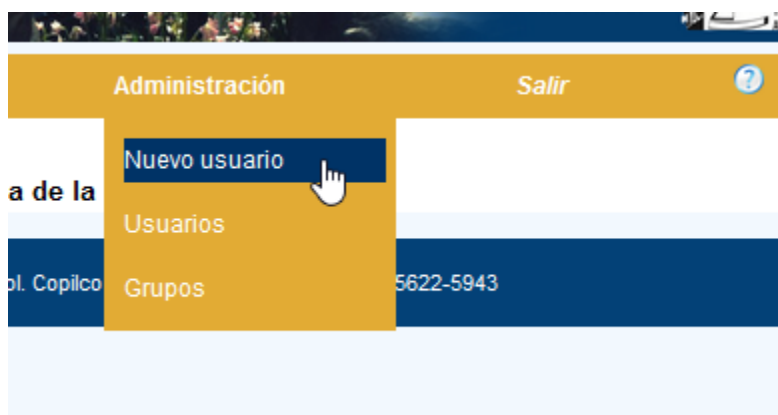 Administración Salir ?
Nuevo usuario
a de la
Usuarios
ol. Copilco 5622-5943
Grupos